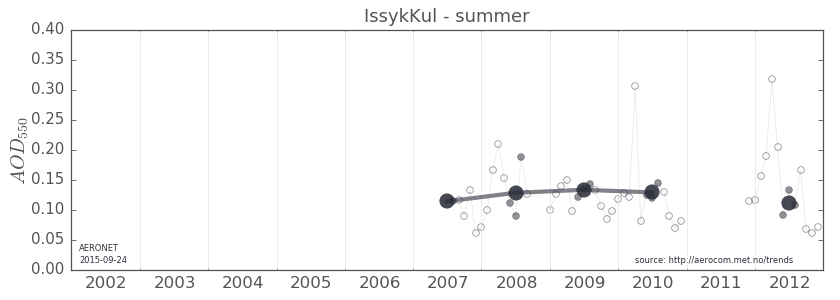 IssykKul - summer
0.40
0.35
0.30
0.25
0.20
0.15
0.10
0.05
0.00
AOD550
AERONET
2015-09-24
source: http://aerocom.met.no/trends
2002 2003 2004 2005 2006 2007 2008 2009 2010 2011 2012